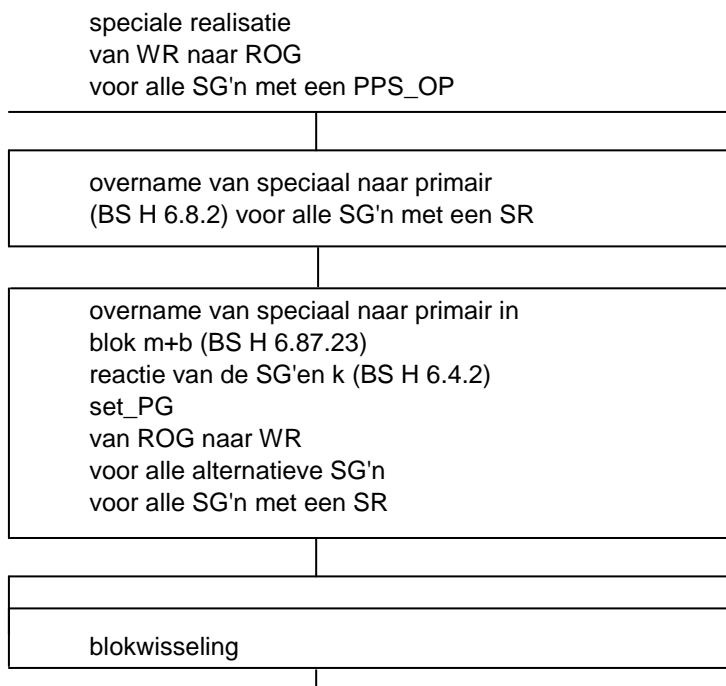 speciale realisatie
van WR naar ROG
voor alle SG'n met een PPS_OP
overname van speciaal naar primair
(BS H 6.8.2) voor alle SG'n met een SR
overname van speciaal naar primair in
blok m+b (BS H 6.87.23)
reactie van de SG'en k (BS H 6.4.2)
set_PG
van ROG naar WR
voor alle alternatieve SG'n
voor alle SG'n met een SR
blokwisseling